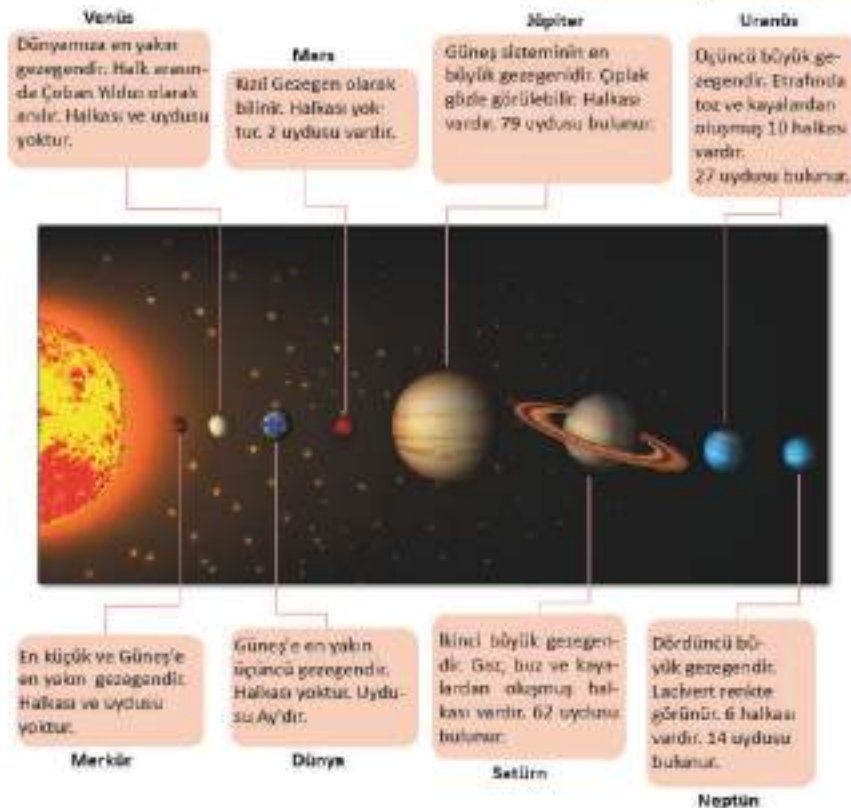 Venüs
Dünyamıza en yakın
gezegendir. Halk arasın-
da Çoban Yıldızı olarak
anılır. Halkası ve uydusu
yoktur.
Mars
Kızıl Gezegen olarak
bilinir. Halkası yok-
tur. 2 uydusu vardır.
Jüpiter
Güneş sisteminin en
büyük gezegenidir. Çıplak
gözle görülebilir. Halkası
vardır. 79 uydusu bulunur.
Uranüs
Üçüncü büyük ge-
zegendir. Etrafında
toz ve kayalardan
oluşmuş 10 halkası
vardır.
27 uydusu bulunur.
En küçük ve Güneş'e
en yakın gezegendir.
Halkası ve uydusu
yoktur.
Merkür
Güneş'e en yakın
üçüncü gezegendir.
Halkası yoktur. Uydu-
su Ay'dır.
Dünya
İkinci büyük gezegen-
dir. Gaz, buz ve kaya-
lardan oluşmuş hal-
kası vardır. 62 uydusu
bulunur.
Satürn
Dördüncü bü-
yük gezegendir.
Lacivert renkte
görünür. 6 halkası
vardır. 14 uydusu
bulunur.
Neptün